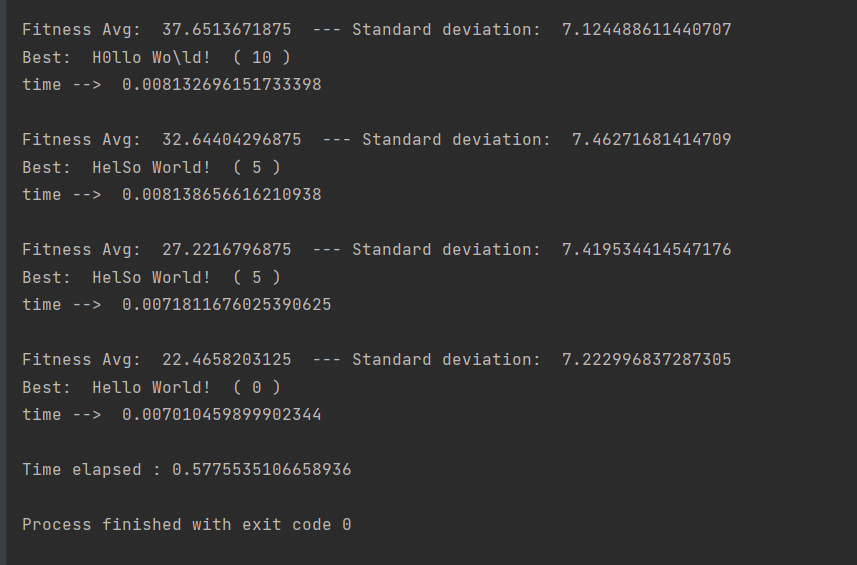 Fitness Avg:  37.6513671875  --- Standard deviation:  7.124488611440707
Best:  H0llo Wo\ld!  ( 10 )
time -->  0.008132696151733398
Fitness Avg:  32.64404296875  --- Standard deviation:  7.46271681414709
Best:  HelSo World!  ( 5 )
time -->  0.008138656616210938
Fitness Avg:  27.2216796875  --- Standard deviation:  7.419534414547176
Best:  HelSo World!  ( 5 )
time -->  0.0071811676025390625
Fitness Avg:  22.4658203125  --- Standard deviation:  7.222996837287305
Best:  Hello World!  ( 0 )
time -->  0.007010459899902344
Time elapsed : 0.5775535106658936
Process finished with exit code 0